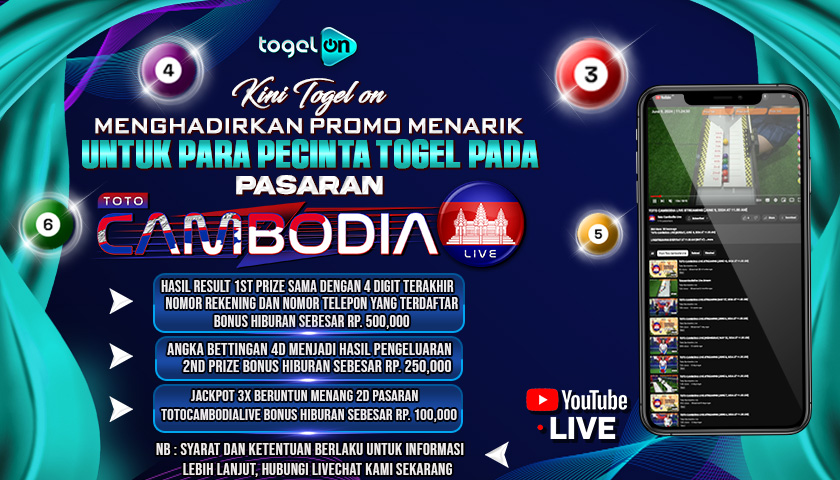 togel on
Kini Togel on
MENGHADIRKAN PROMO MENARIK
UNTUK PARA PECINTA TOGEL PADA
PASARAN
TOTO
CAMBODIA
LIVE
4
3
6
5
HASIL RESULT 1ST PRIZE SAMA DENGAN 4 DIGIT TERAKHIR
NOMOR REKENING DAN NOMOR TELEPON YANG TERDAFTAR
BONUS HIBURAN SEBESAR RP. 500,000
ANGKA BETTINGAN 4D MENJADI HASIL PENGELUARAN
2ND PRIZE BONUS HIBURAN SEBESAR RP. 250,000
JACKPOT 3X BERUNTUN MENANG 2D PASARAN
TOTOCAMBODIALIVE BONUS HIBURAN SEBESAR RP. 100,000
NB : SYARAT DAN KETENTUAN BERLAKU UNTUK INFORMASI
LEBIH LANJUT, HUBUNGI LIVECHAT KAMI SEKARANG
YouTube
LIVE